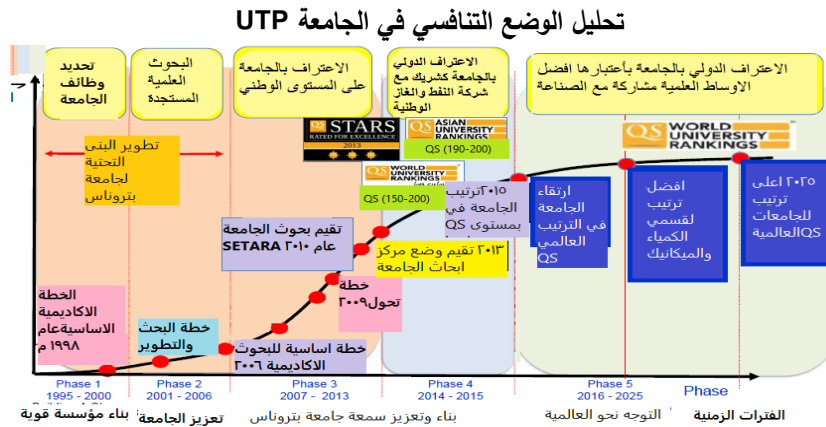 تحليل الوضع التنافسي في الجامعة UTP
تحديد
وظائف
الجامعة
البحوث
العلمية
المستجدة
الاعتراف بالجامعة
على المستوى الوطني
الاعتراف الدولي
بالجامعة كشريك مع
شركة النفط والغاز
الوطنية
الاعتراف الدولي بالجامعة بأعتبارها افضل
الاوساط العلمية مشاركة مع الصناعة
تطوير البنى
التحتية
لجامعة
بتروناس
QS STARS
RATED FOR EXCELLENCE
2013
QS ASIAN
UNIVERSITY
RANKINGS
QS (190-200)
QS WORLD
UNIVERSITY
RANKINGS
QS (150-200)
QS WORLD
UNIVERSITY
RANKINGS
٢٠١٥ترتيب
الجامعة في
QS بمستوى
ارتقاء
الجامعة
في الترتيب
العالمي
QS
افضل
ترتيب
لقسمي
الكمياء
والميكانيك
٢٠٢٥ اعلى
ترتيب
للجامعات
QSالعالمية
تقيم بحوث الجامعة
عام ٢٠١٠ SETARA
٢٠١٣ تقيم وضع مركز
ابحاث الجامعة
خطة
تحول٢٠٠٩
الخطة
الاكاديمية
الاساسيةعام
١٩٩٨ م
خطة البحث
والتطوير
خطة اساسية للبحوث
الاكاديمية ٢٠٠٦
Phase 1
1995 - 2000
Phase 2
2001 - 2006
Phase 3
2007 - 2013
Phase 4
2014 - 2015
Phase 5
2016 - 2025
Phase
بناء مؤسسة قوية
تعزيز الجامعة
بناء وتعزيز سمعة جامعة بتروناس
التوجه نحو العالمية
الفترات الزمنية